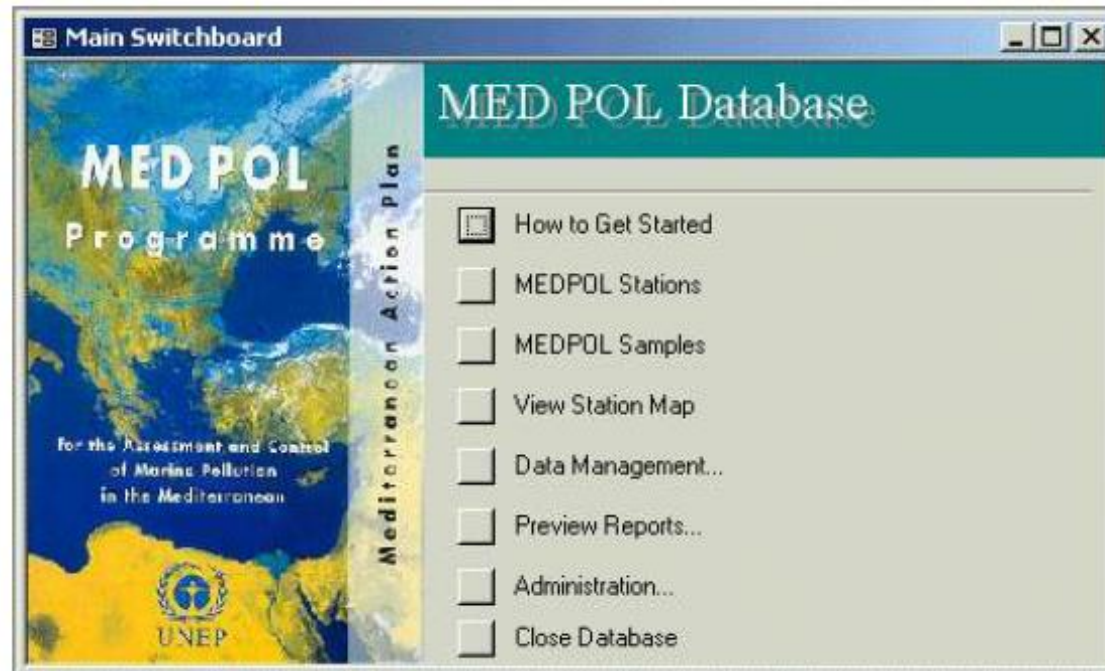 Main Switchboard
MED POL
Programme
For the Assessment and Control
of Marine Pollution
in the Mediterranean
UNEP
Mediterranean Action Plan
MED POL Database
How to Get Started
MEDPOL Stations
MEDPOL Samples
View Station Map
Data Management...
Preview Reports...
Administration...
Close Database